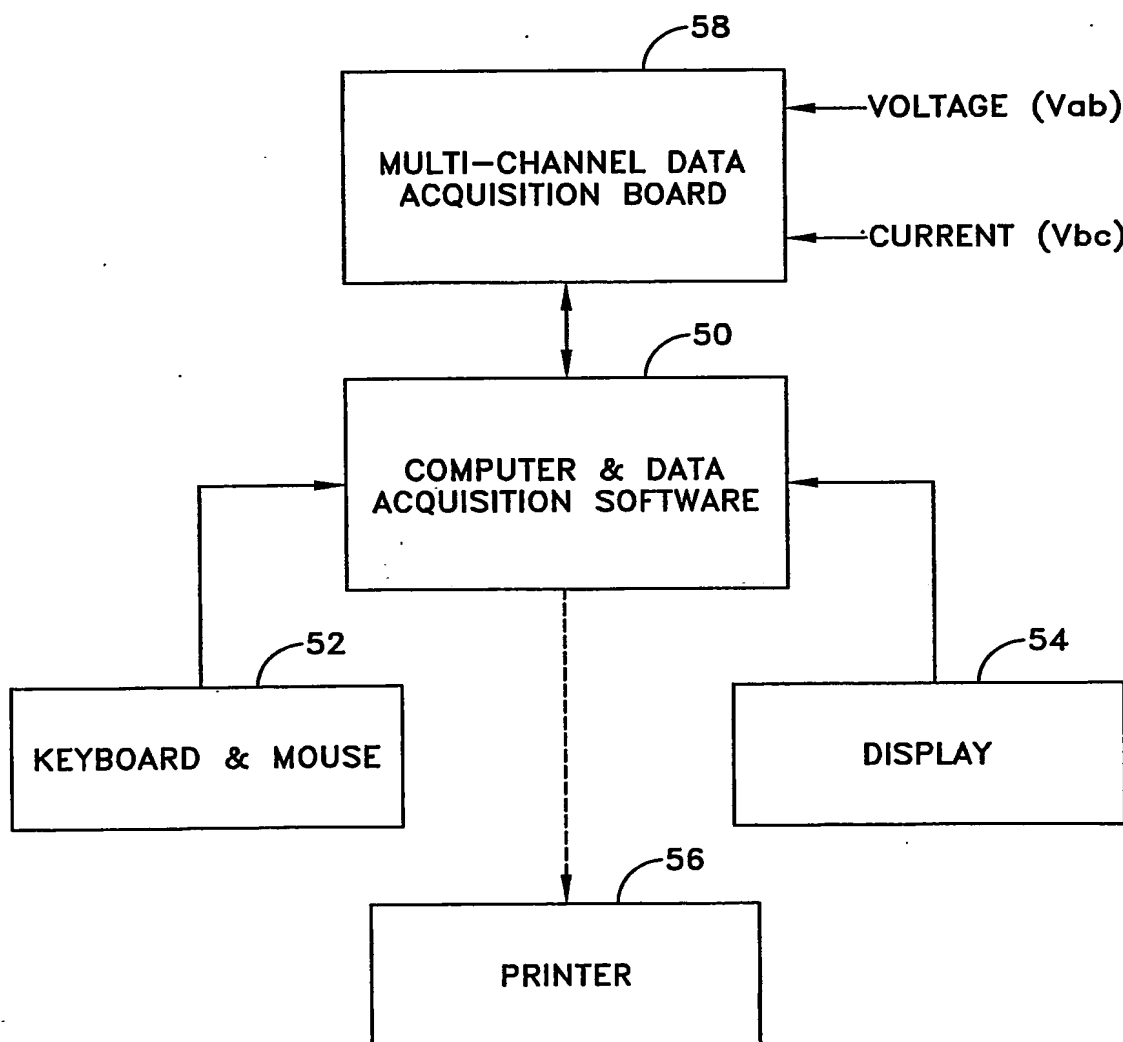 58
VOLTAGE (Vab)
MULTI-CHANNEL DATA
ACQUISITION BOARD
CURRENT (Vbc)
50
COMPUTER & DATA
ACQUISITION SOFTWARE
52
54
KEYBOARD & MOUSE
DISPLAY
56
PRINTER